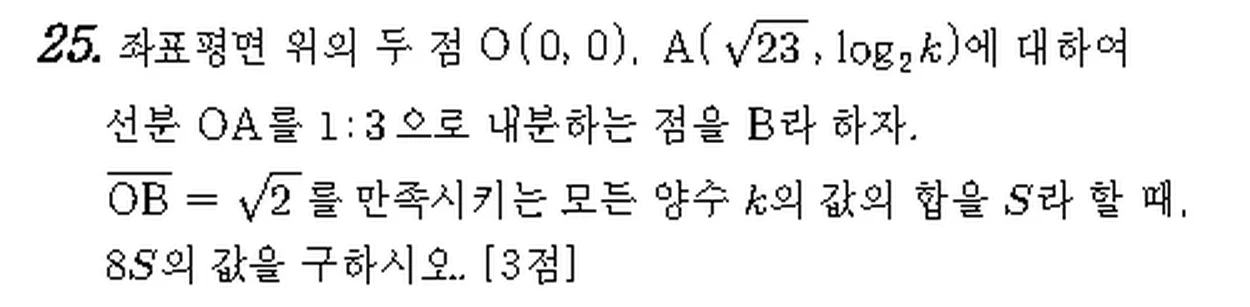 25. 좌표평면 위의 두 점 O(0, 0), A(√23, log₂k)에 대하여
선분 OA를 1:3으로 내분하는 점을 B라 하자.
OB = √2 를 만족시키는 모든 양수 k의 값의 합을 S라 할 때,
8S의 값을 구하시오. [3점]